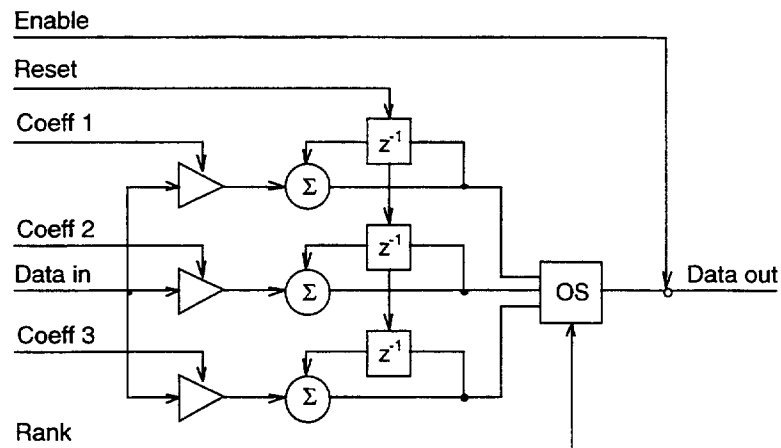 Enable
Reset
Coeff 1
z⁻¹
Σ
Coeff 2
z⁻¹
Data in
Σ
OS
Data out
Coeff 3
z⁻¹
Σ
Rank